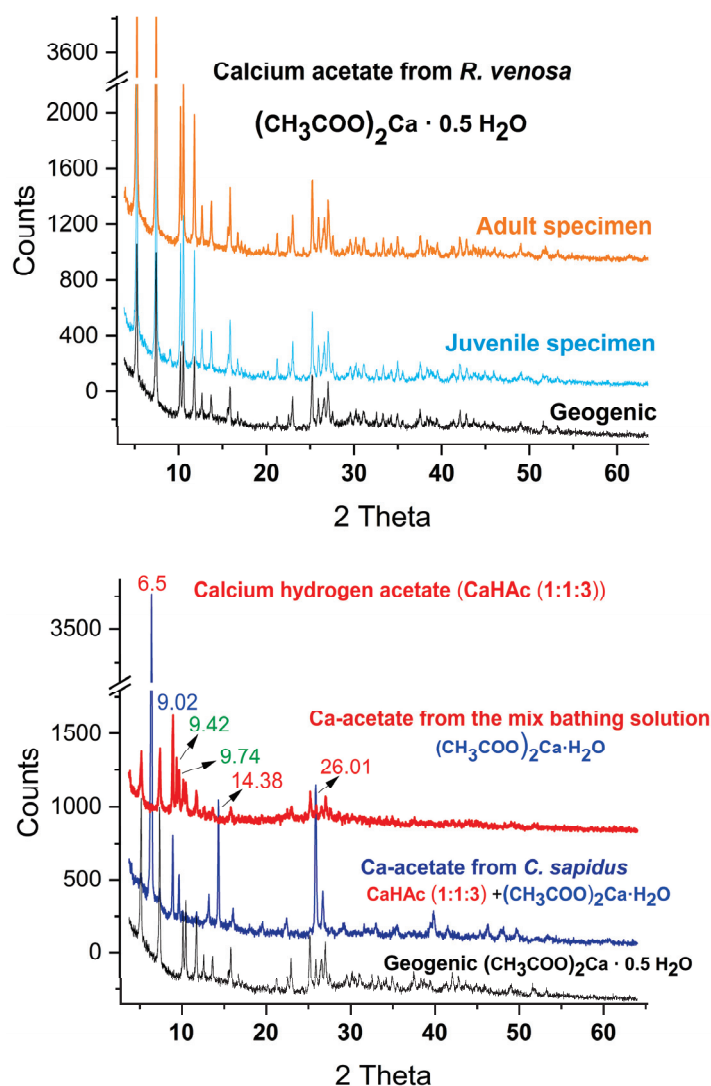 3600
Calcium acetate from R. venosa
2000
(CH3COO)2Ca · 0.5 H2O
1600
Counts
1200
Adult specimen
800
400
Juvenile specimen
0
Geogenic
10 20 30 40 50 60
2 Theta
6.5
Calcium hydrogen acetate (CaHAc (1:1:3))
3500
9.02
Ca-acetate from the mix bathing solution
1500
9.42
(CH3COO)2Ca·H2O
9.74
14.38
26.01
Counts
1000
Ca-acetate from C. sapidus
500
CaHAc (1:1:3) +(CH3COO)2Ca·H2O
0
Geogenic (CH3COO)2Ca · 0.5 H2O
10 20 30 40 50 60
2 Theta